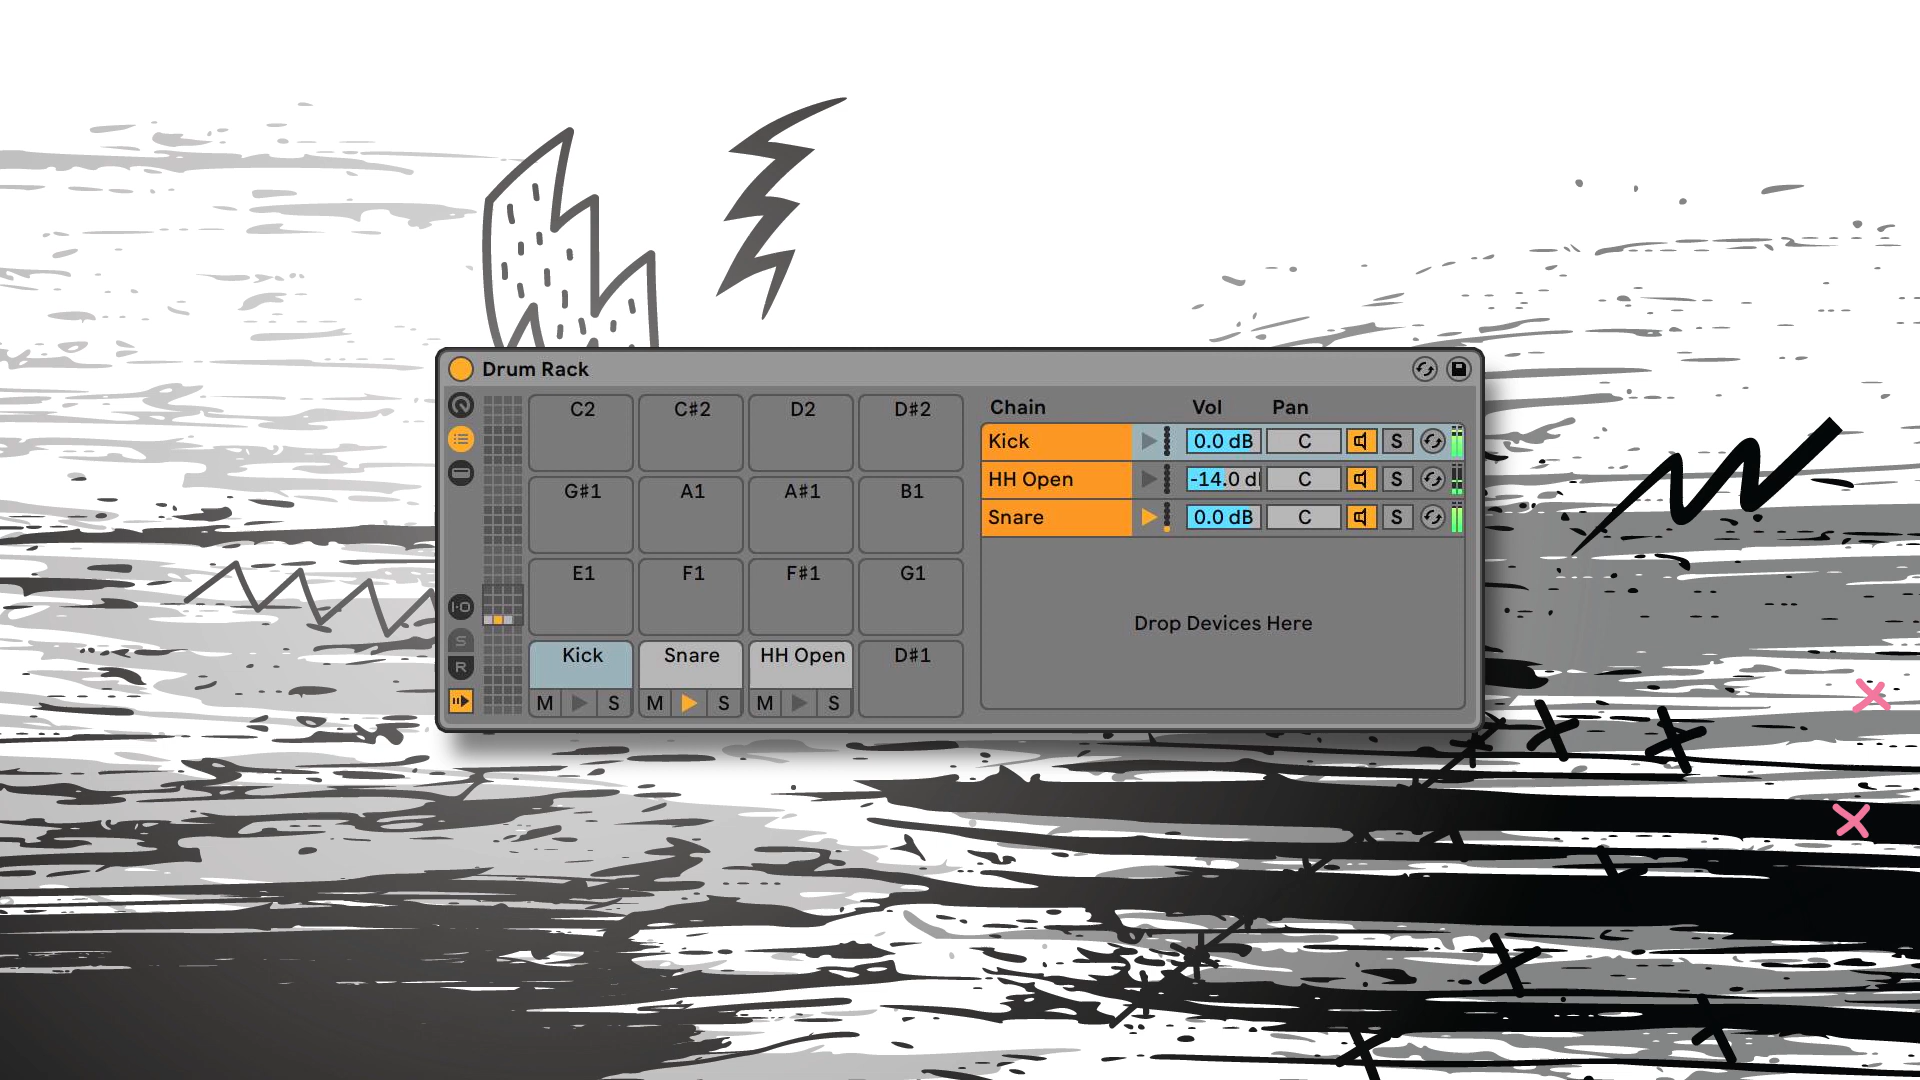 Drum Rack
C2 C♯2 D2 D♯2
G♯1 A1 A♯1 B1
E1 F1 F♯1 G1
Kick Snare HH Open D♯1
M S M S M S
I·O
S
R
Chain Vol Pan
Kick 0.0 dB C S
HH Open -14.0 d C S
Snare 0.0 dB C S
Drop Devices Here